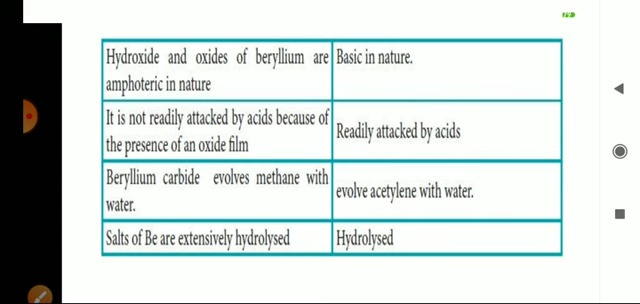 Hydroxide and oxides of beryllium are
amphoteric in nature
Basic in nature.
It is not readily attacked by acids because of
the presence of an oxide film
Readily attacked by acids
Beryllium carbide evolves methane with
water.
evolve acetylene with water.
Salts of Be are extensively hydrolysed
Hydrolysed